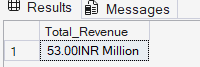 Results Messages
Total_Revenue
1 53.00INR Million